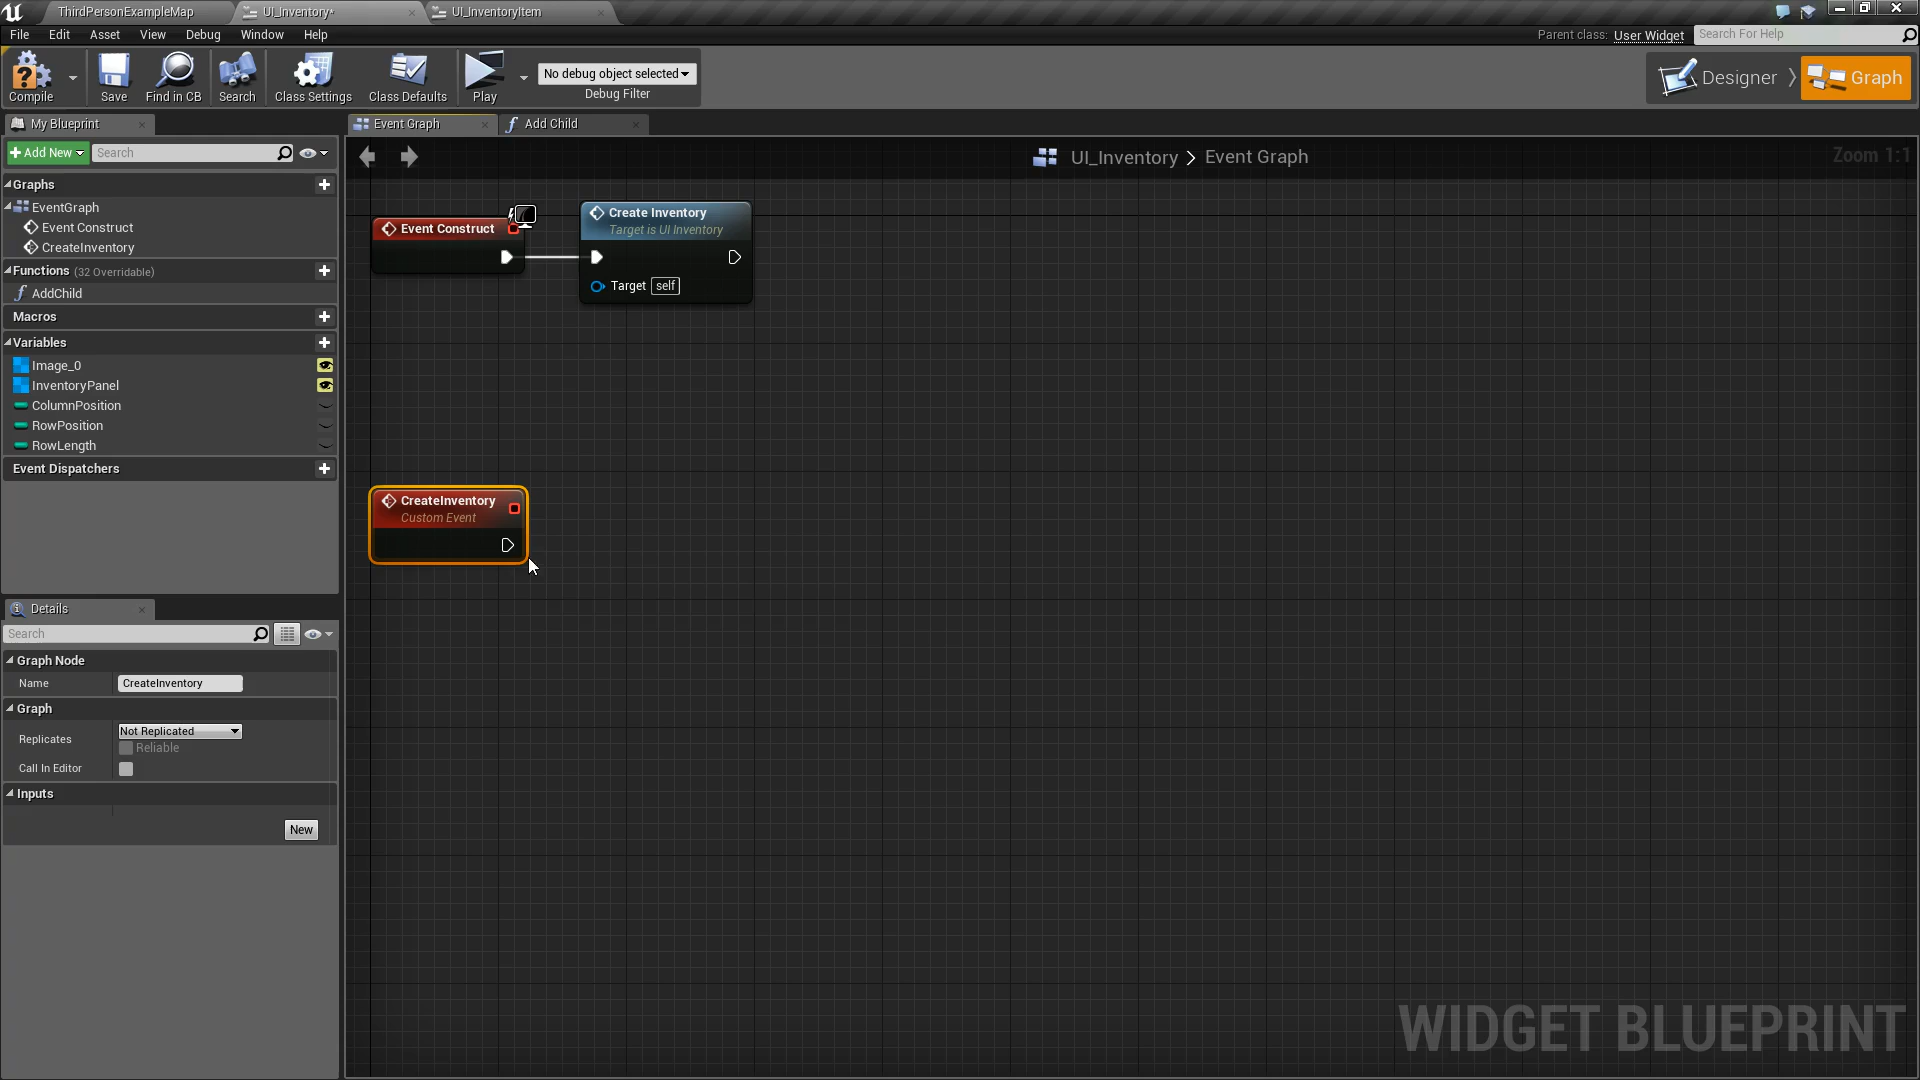 ThirdPersonExampleMap
UI_Inventory*
UI_InventoryItem
File Edit Asset View Debug Window Help
Parent class: User Widget
Search For Help
Compile
Save
Find in CB
Search
Class Settings
Class Defaults
Play
No debug object selected
Debug Filter
Designer
Graph
My Blueprint
Event Graph
Add Child
Add New
Search
UI_Inventory > Event Graph
Zoom 1:1
Graphs
EventGraph
Event Construct
CreateInventory
Functions (32 Overridable)
AddChild
Macros
Variables
Image_0
InventoryPanel
ColumnPosition
RowPosition
RowLength
Event Dispatchers
Event Construct
Create Inventory
Target is UI Inventory
Target self
CreateInventory
Custom Event
Details
Search
Graph Node
Name CreateInventory
Graph
Replicates Not Replicated
Reliable
Call In Editor
Inputs
New
WIDGET BLUEPRINT